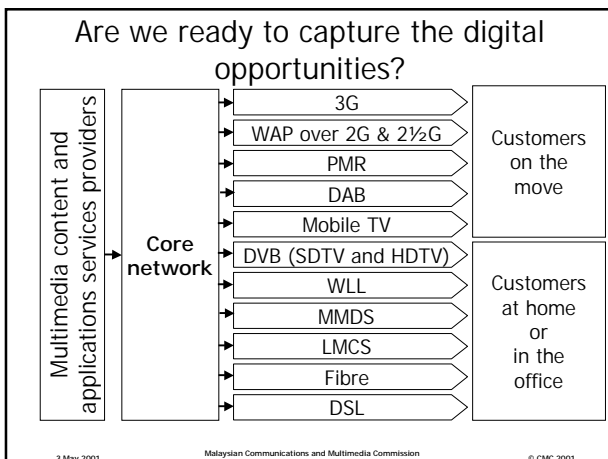 Are we ready to capture the digital
opportunities?
Multimedia content and
applications services providers
Core
network
3G
WAP over 2G & 2½G
PMR
DAB
Mobile TV
DVB (SDTV and HDTV)
WLL
MMDS
LMCS
Fibre
DSL
Customers
on the
move
Customers
at home
or
in the
office
3 May 2001
Malaysian Communications and Multimedia Commission
© CMC 2001